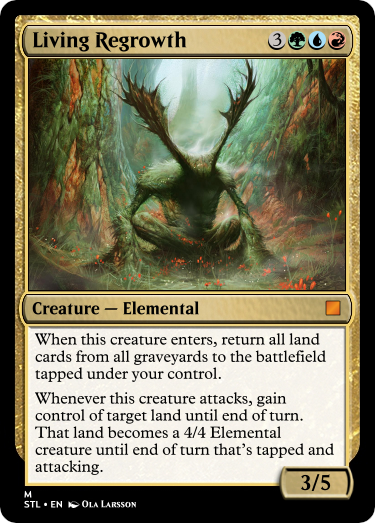 Living Regrowth 3
Creature — Elemental
When this creature enters, return all land
cards from all graveyards to the battlefield
tapped under your control.
Whenever this creature attacks, gain
control of target land until end of turn.
That land becomes a 4/4 Elemental
creature until end of turn that's tapped and
attacking.
3/5
M
STL • EN Ola Larsson